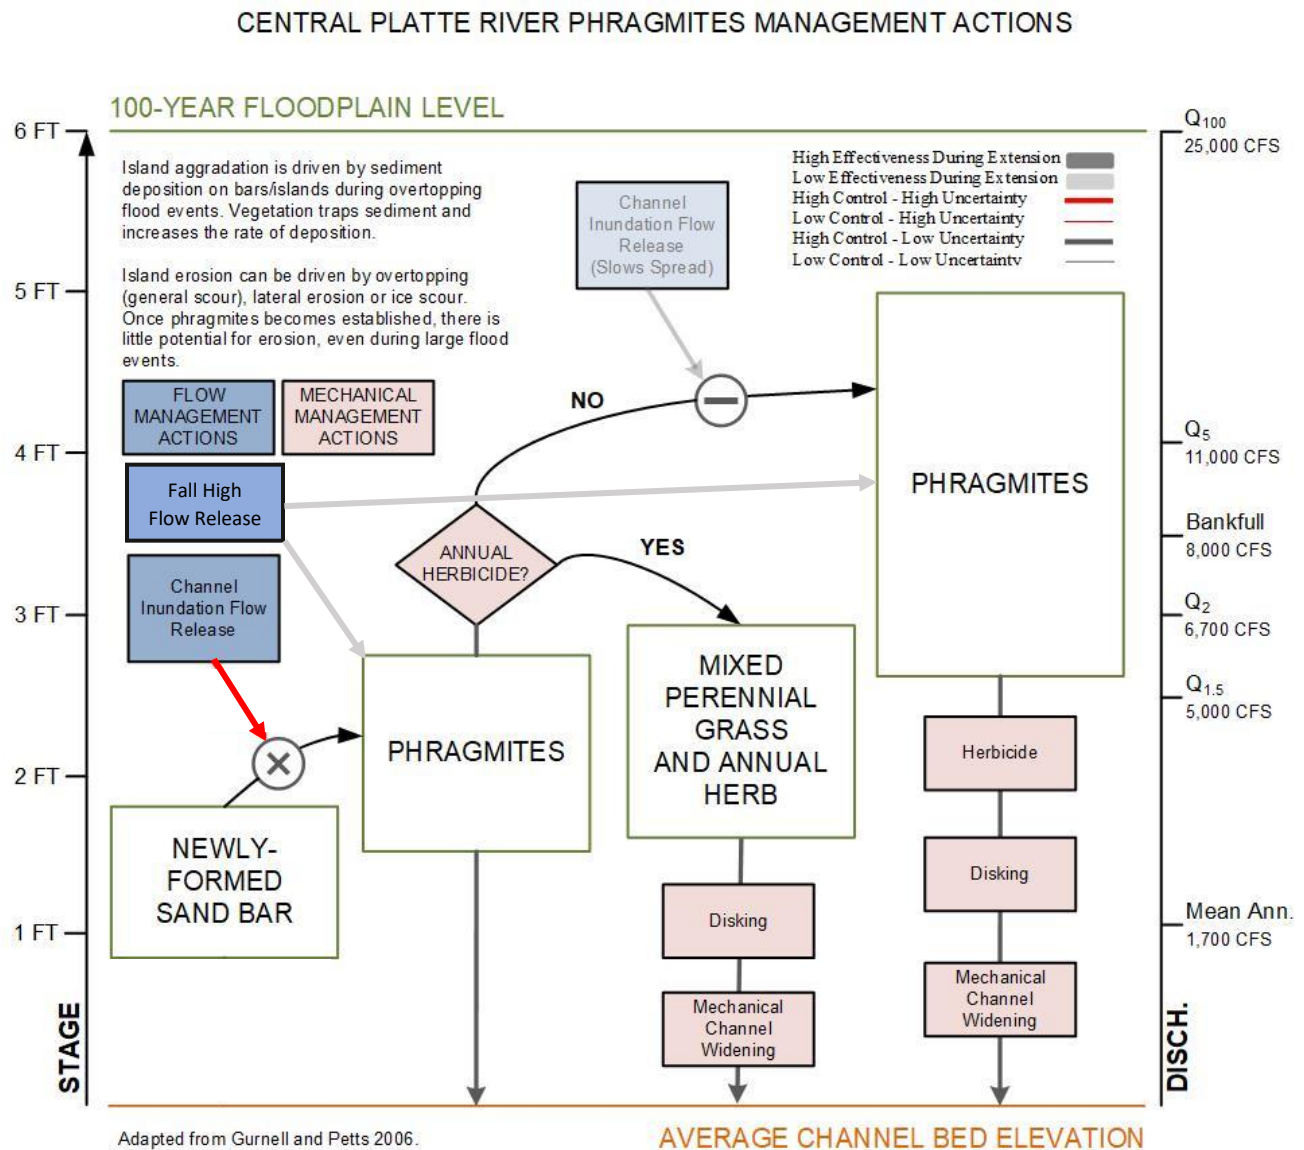 CENTRAL PLATTE RIVER PHRAGMITES MANAGEMENT ACTIONS
100-YEAR FLOODPLAIN LEVEL
6 FT
5 FT
4 FT
3 FT
2 FT
1 FT
STAGE
Island aggradation is driven by sediment
deposition on bars/islands during overtopping
flood events. Vegetation traps sediment and
increases the rate of deposition.
Island erosion can be driven by overtopping
(general scour), lateral erosion or ice scour.
Once phragmites becomes established, there is
little potential for erosion, even during large flood
events.
FLOW
MANAGEMENT
ACTIONS
MECHANICAL
MANAGEMENT
ACTIONS
Fall High
Flow Release
Channel
Inundation Flow
Release
NEWLY-
FORMED
SAND BAR
PHRAGMITES
ANNUAL
HERBICIDE?
NO
YES
Channel
Inundation Flow
Release
(Slows Spread)
High Effectiveness During Extension
Low Effectiveness During Extension
High Control - High Uncertainty
Low Control - High Uncertainty
High Control - Low Uncertainty
Low Control - Low Uncertainty
MIXED
PERENNIAL
GRASS
AND ANNUAL
HERB
Disking
Mechanical
Channel
Widening
PHRAGMITES
Herbicide
Disking
Mechanical
Channel
Widening
Q100
25,000 CFS
Q5
11,000 CFS
Bankfull
8,000 CFS
Q2
6,700 CFS
Q1.5
5,000 CFS
Mean Ann.
1,700 CFS
DISCH.
Adapted from Gurnell and Petts 2006.
AVERAGE CHANNEL BED ELEVATION